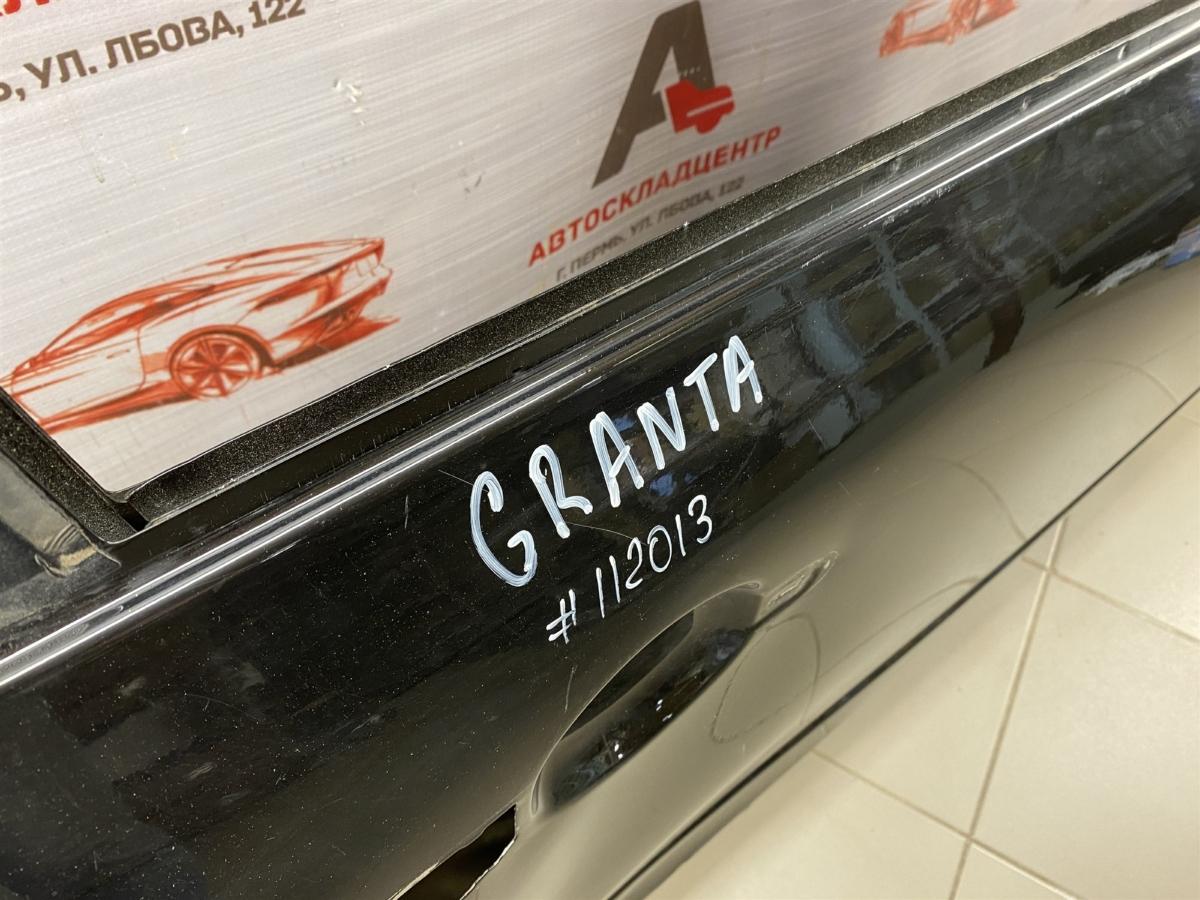 Ь, УЛ. ЛБОВА, 122
АВТОСКЛАДЦЕНТР
Г. ПЕРМЬ, УЛ. ЛБОВА, 122
GRANTA
#112013